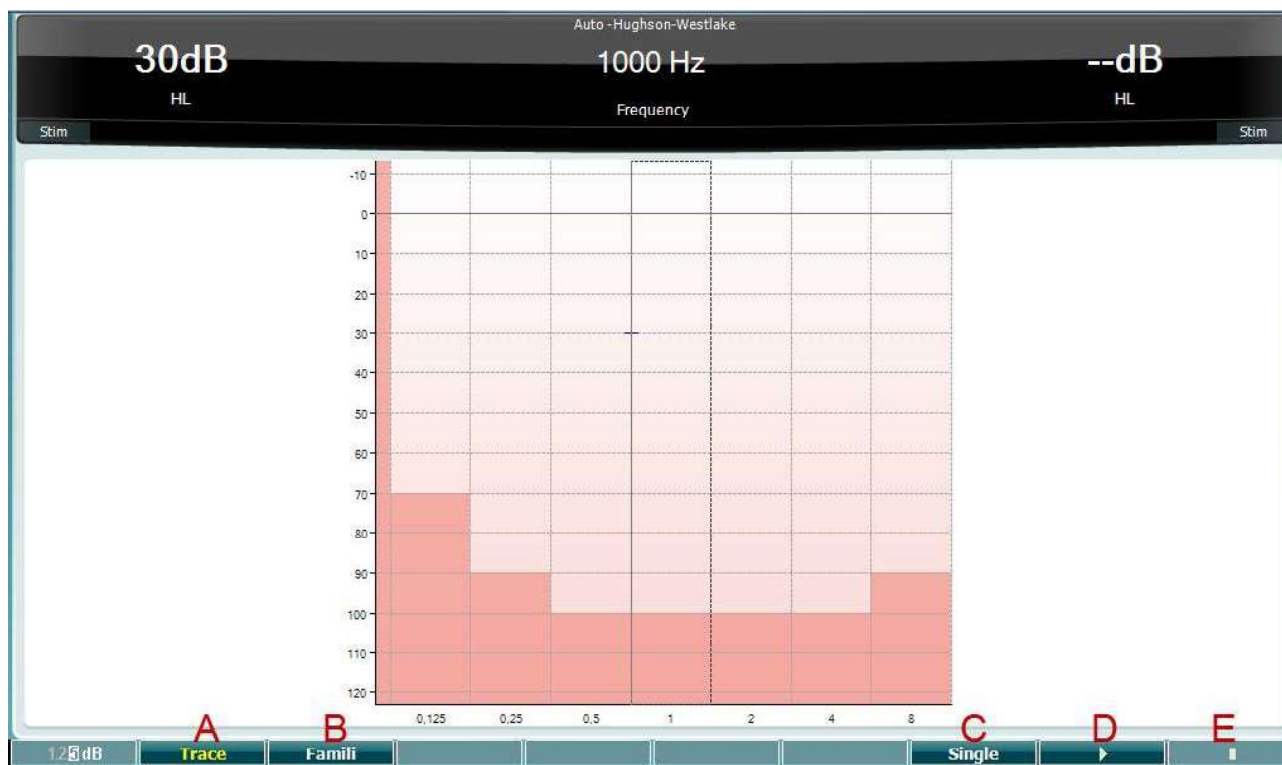 Auto -Hughson-Westlake
30dB 1000 Hz --dB
HL Frequency HL
Stim Stim
-10
0
10
20
30
40
50
60
70
80
90
100
110
120
0,125 0,25 0,5 1 2 4 8
A B C D E
125dB Trace Famili Single